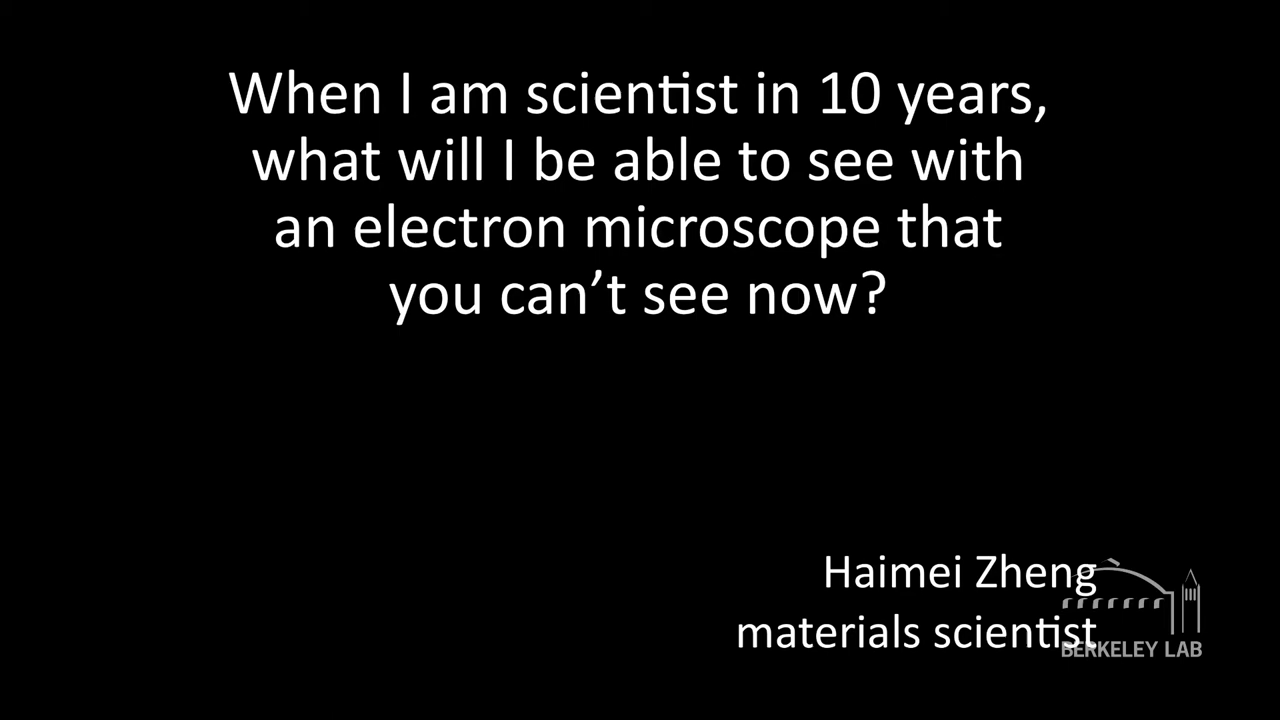 When I am scientist in 10 years,
what will I be able to see with
an electron microscope that
you can’t see now?
Haimei Zheng
materials scientist
BERKELEY LAB